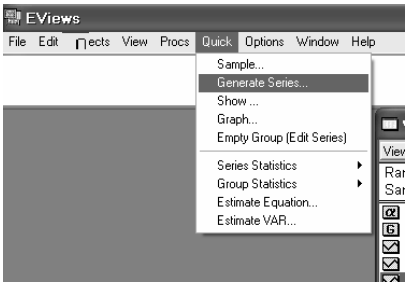 EViews
File Edit ects View Procs Quick Options Window Help
Sample...
Generate Series...
Show ...
Graph...
Empty Group (Edit Series)
Series Statistics
Group Statistics
Estimate Equation...
Estimate VAR...
View
Ran
Sar
α
G